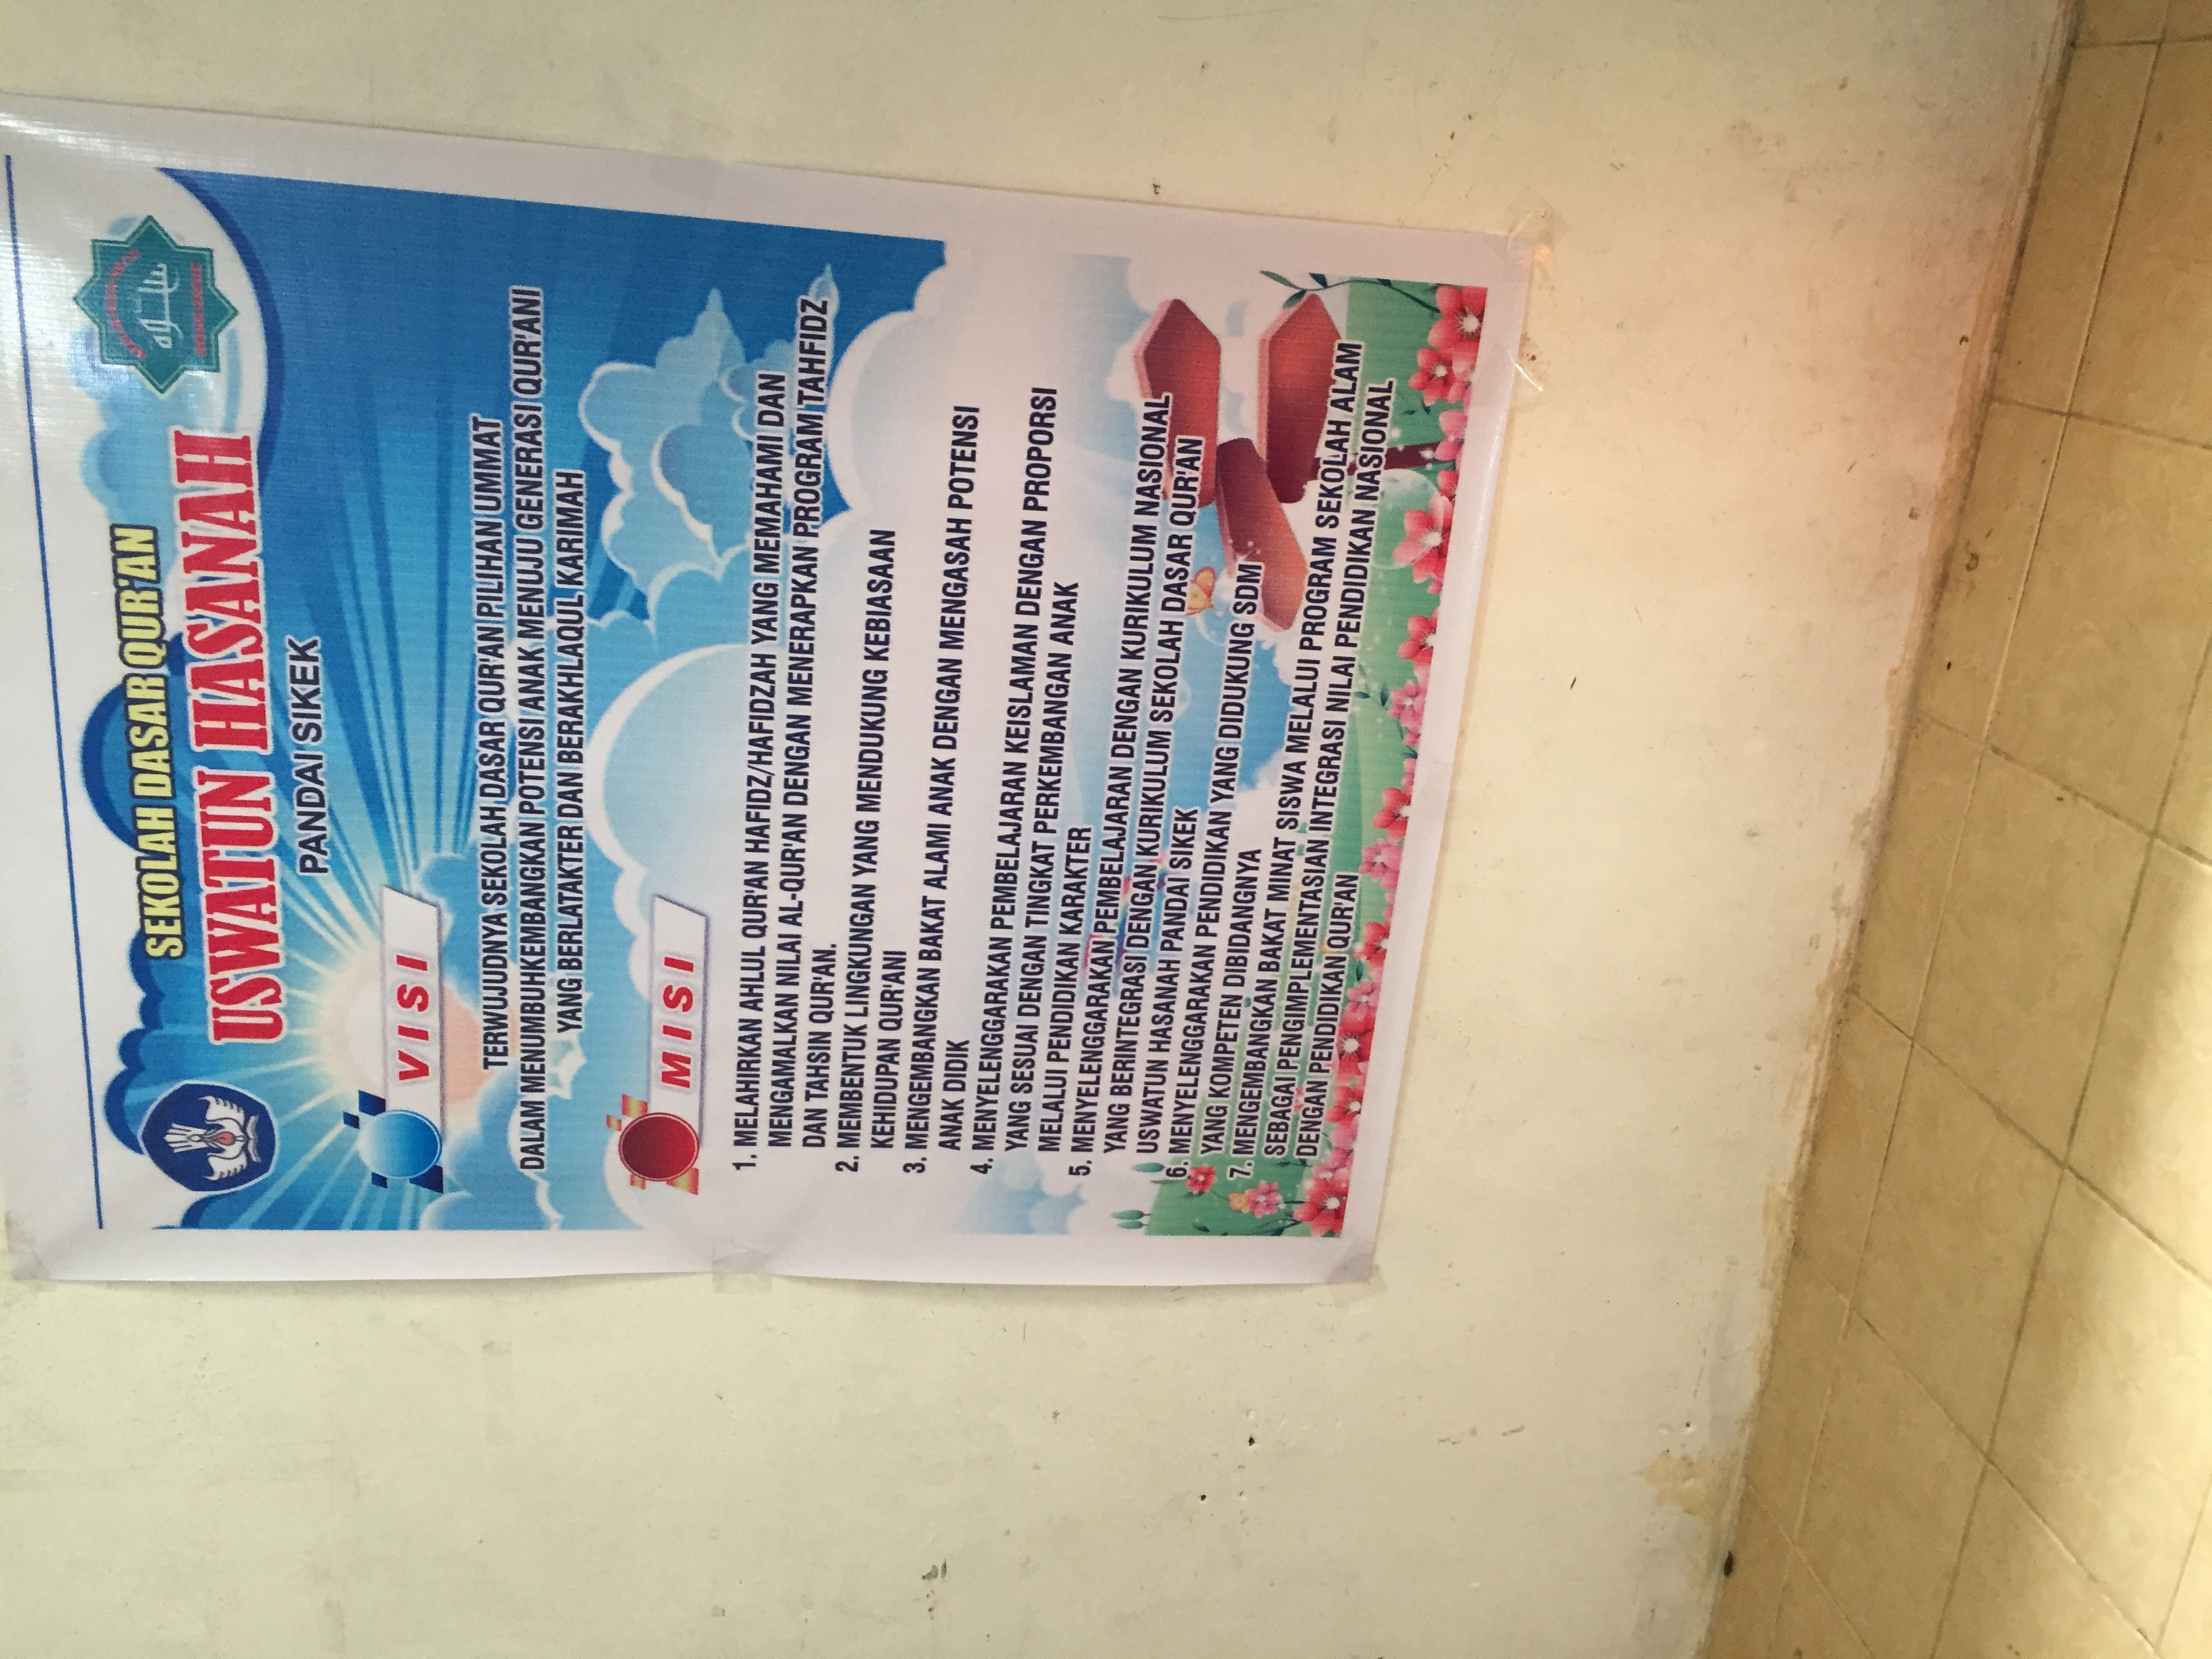 SEKOLAH DASAR QUR'AN
USWATUN HASANAH
PANDAI SIKEK
VISI
TERWUJUDNYA SEKOLAH DASAR QUR'AN PILIHAN UMMAT
DALAM MENUMBUHKEMBANGKAN POTENSI ANAK MENUJU GENERASI QUR'ANI
YANG BERLATAKTER DAN BERAKHLAQUL KARIMAH
MISI
1. MELAHIRKAN AHLUL QUR'AN HAFIDZ/HAFIDZAH YANG MEMAHAMI DAN
MENGAMALKAN NILAI AL-QUR'AN DENGAN MENERAPKAN PROGRAM TAHFIDZ
DAN TAHSIN QUR'AN.
2. MEMBENTUK LINGKUNGAN YANG MENDUKUNG KEBIASAAN
KEHIDUPAN QUR'ANI
3. MENGEMBANGKAN BAKAT ALAMI ANAK DENGAN MENGASAH POTENSI
ANAK DIDIK
4. MENYELENGGARAKAN PEMBELAJARAN KEISLAMAN DENGAN PROPORSI
YANG SESUAI DENGAN TINGKAT PERKEMBANGAN ANAK
MELALUI PENDIDIKAN KARAKTER
5. MENYELENGGARAKAN PEMBELAJARAN DENGAN KURIKULUM NASIONAL
YANG BERINTEGRASI DENGAN KURIKULUM SEKOLAH DASAR QUR'AN
USWATUN HASANAH PANDAI SIKEK
6. MENYELENGGARAKAN PENDIDIKAN YANG DIDUKUNG SDM
YANG KOMPETEN DIBIDANGNYA
7. MENGEMBANGKAN BAKAT MINAT SISWA MELALUI PROGRAM SEKOLAH ALAM
SEBAGAI PENGIMPLEMENTASIAN INTEGRASI NILAI PENDIDIKAN NASIONAL
DENGAN PENDIDIKAN QUR'AN